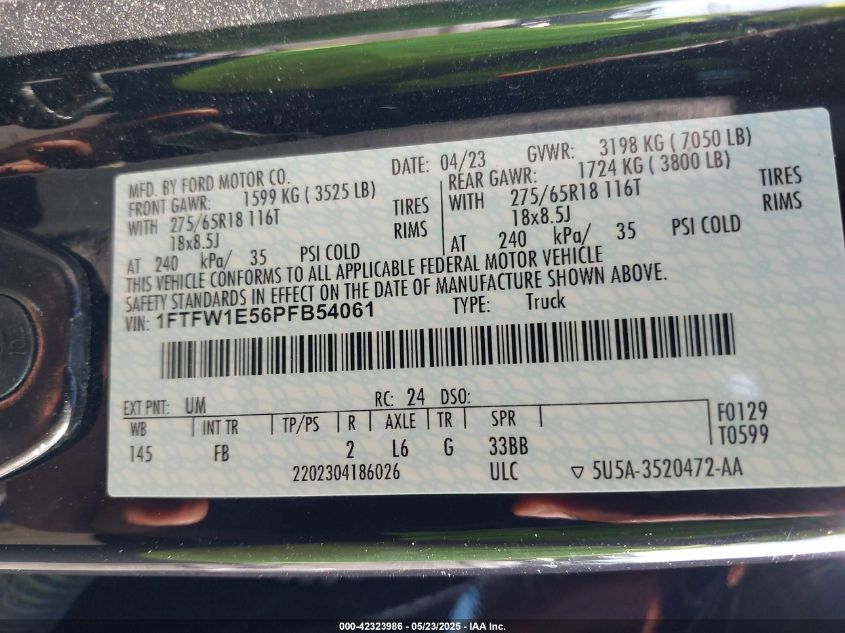 MFD. BY FORD MOTOR CO. DATE: 04/23 GVWR: 3198 KG ( 7050 LB)
FRONT GAWR: 1599 KG ( 3525 LB) REAR GAWR: 1724 KG ( 3800 LB)
WITH 275/65R18 116T TIRES WITH 275/65R18 116T TIRES
18x8.5J RIMS 18x8.5J RIMS
AT 240 kPa/ 35 PSI COLD AT 240 kPa/ 35 PSI COLD
THIS VEHICLE CONFORMS TO ALL APPLICABLE FEDERAL MOTOR VEHICLE
SAFETY STANDARDS IN EFFECT ON THE DATE OF MANUFACTURE SHOWN ABOVE.
VIN: 1FTFW1E56PFB54061 TYPE: Truck
EXT PNT: UM RC: 24 DSO:
WB INT TR TP/PS R AXLE TR SPR F0129
145 FB 2 L6 G 33BB T0599
2202304186026 ULC ▽ 5U5A-3520472-AA
000-42323986 - 05/23/2025 - IAA Inc.